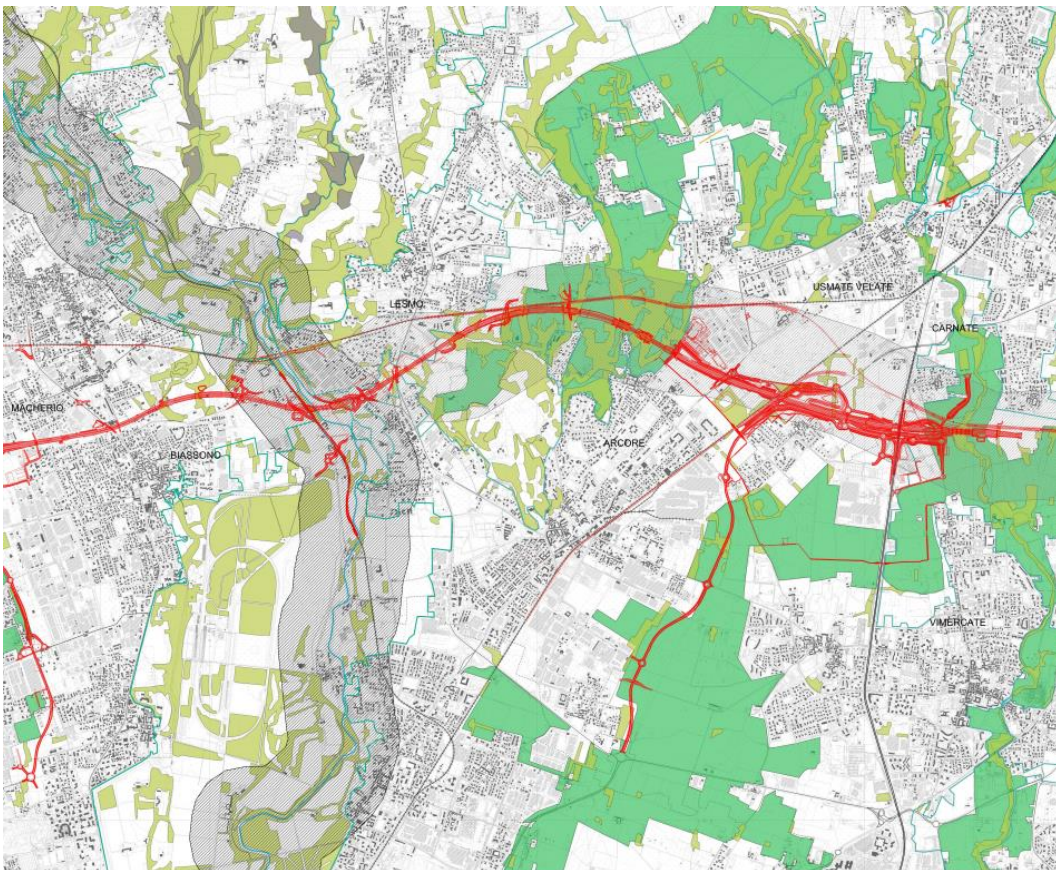 USMATE VELATE
LESMO
CARNATE
MACHERIO
ARCORE
BIASSONO
VIMERCATE